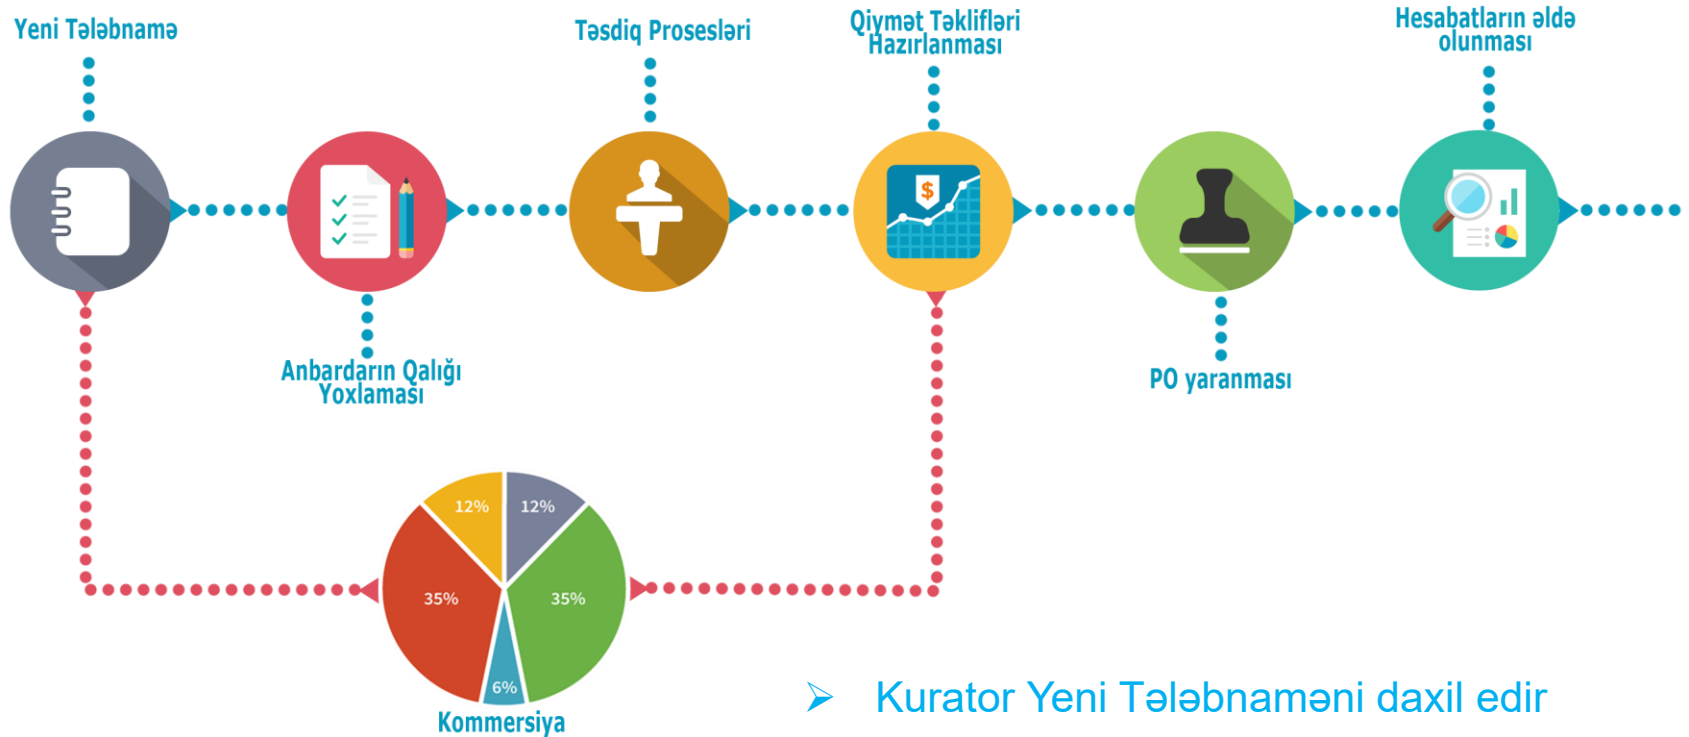 Yeni Tələbnamə
Təsdiq Prosesləri
Qiymət Təklifləri
Hazırlanması
Hesabatların əldə
olunması
$
Anbardarın Qalığı
Yoxlaması
PO yaranması
12%
12%
35%
35%
6%
Kommersiya
➢ Kurator Yeni Tələbnaməni daxil edir